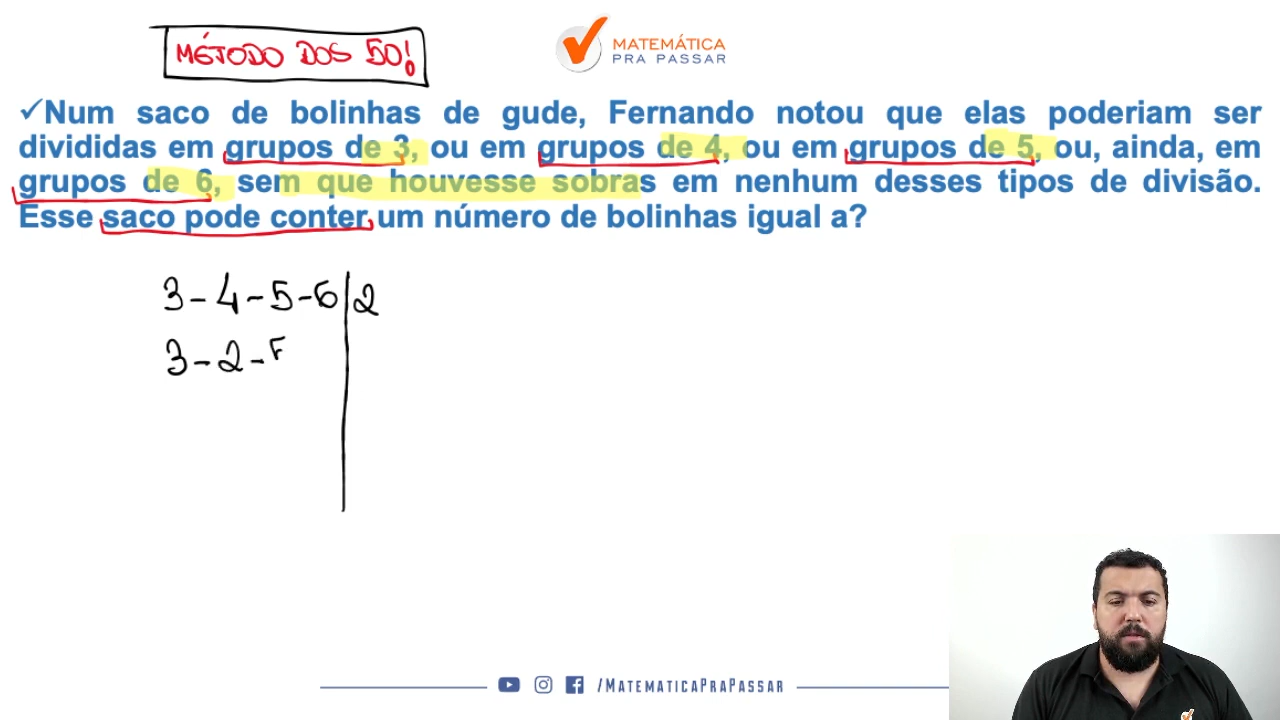 MÉTODO DOS 50!
MATEMÁTICA
PRA PASSAR
✓Num saco de bolinhas de gude, Fernando notou que elas poderiam ser
divididas em grupos de 3, ou em grupos de 4, ou em grupos de 5, ou, ainda, em
grupos de 6, sem que houvesse sobras em nenhum desses tipos de divisão.
Esse saco pode conter um número de bolinhas igual a?
3-4-5-6|2
3-2-
/MATEMATICAPRAPASSAR